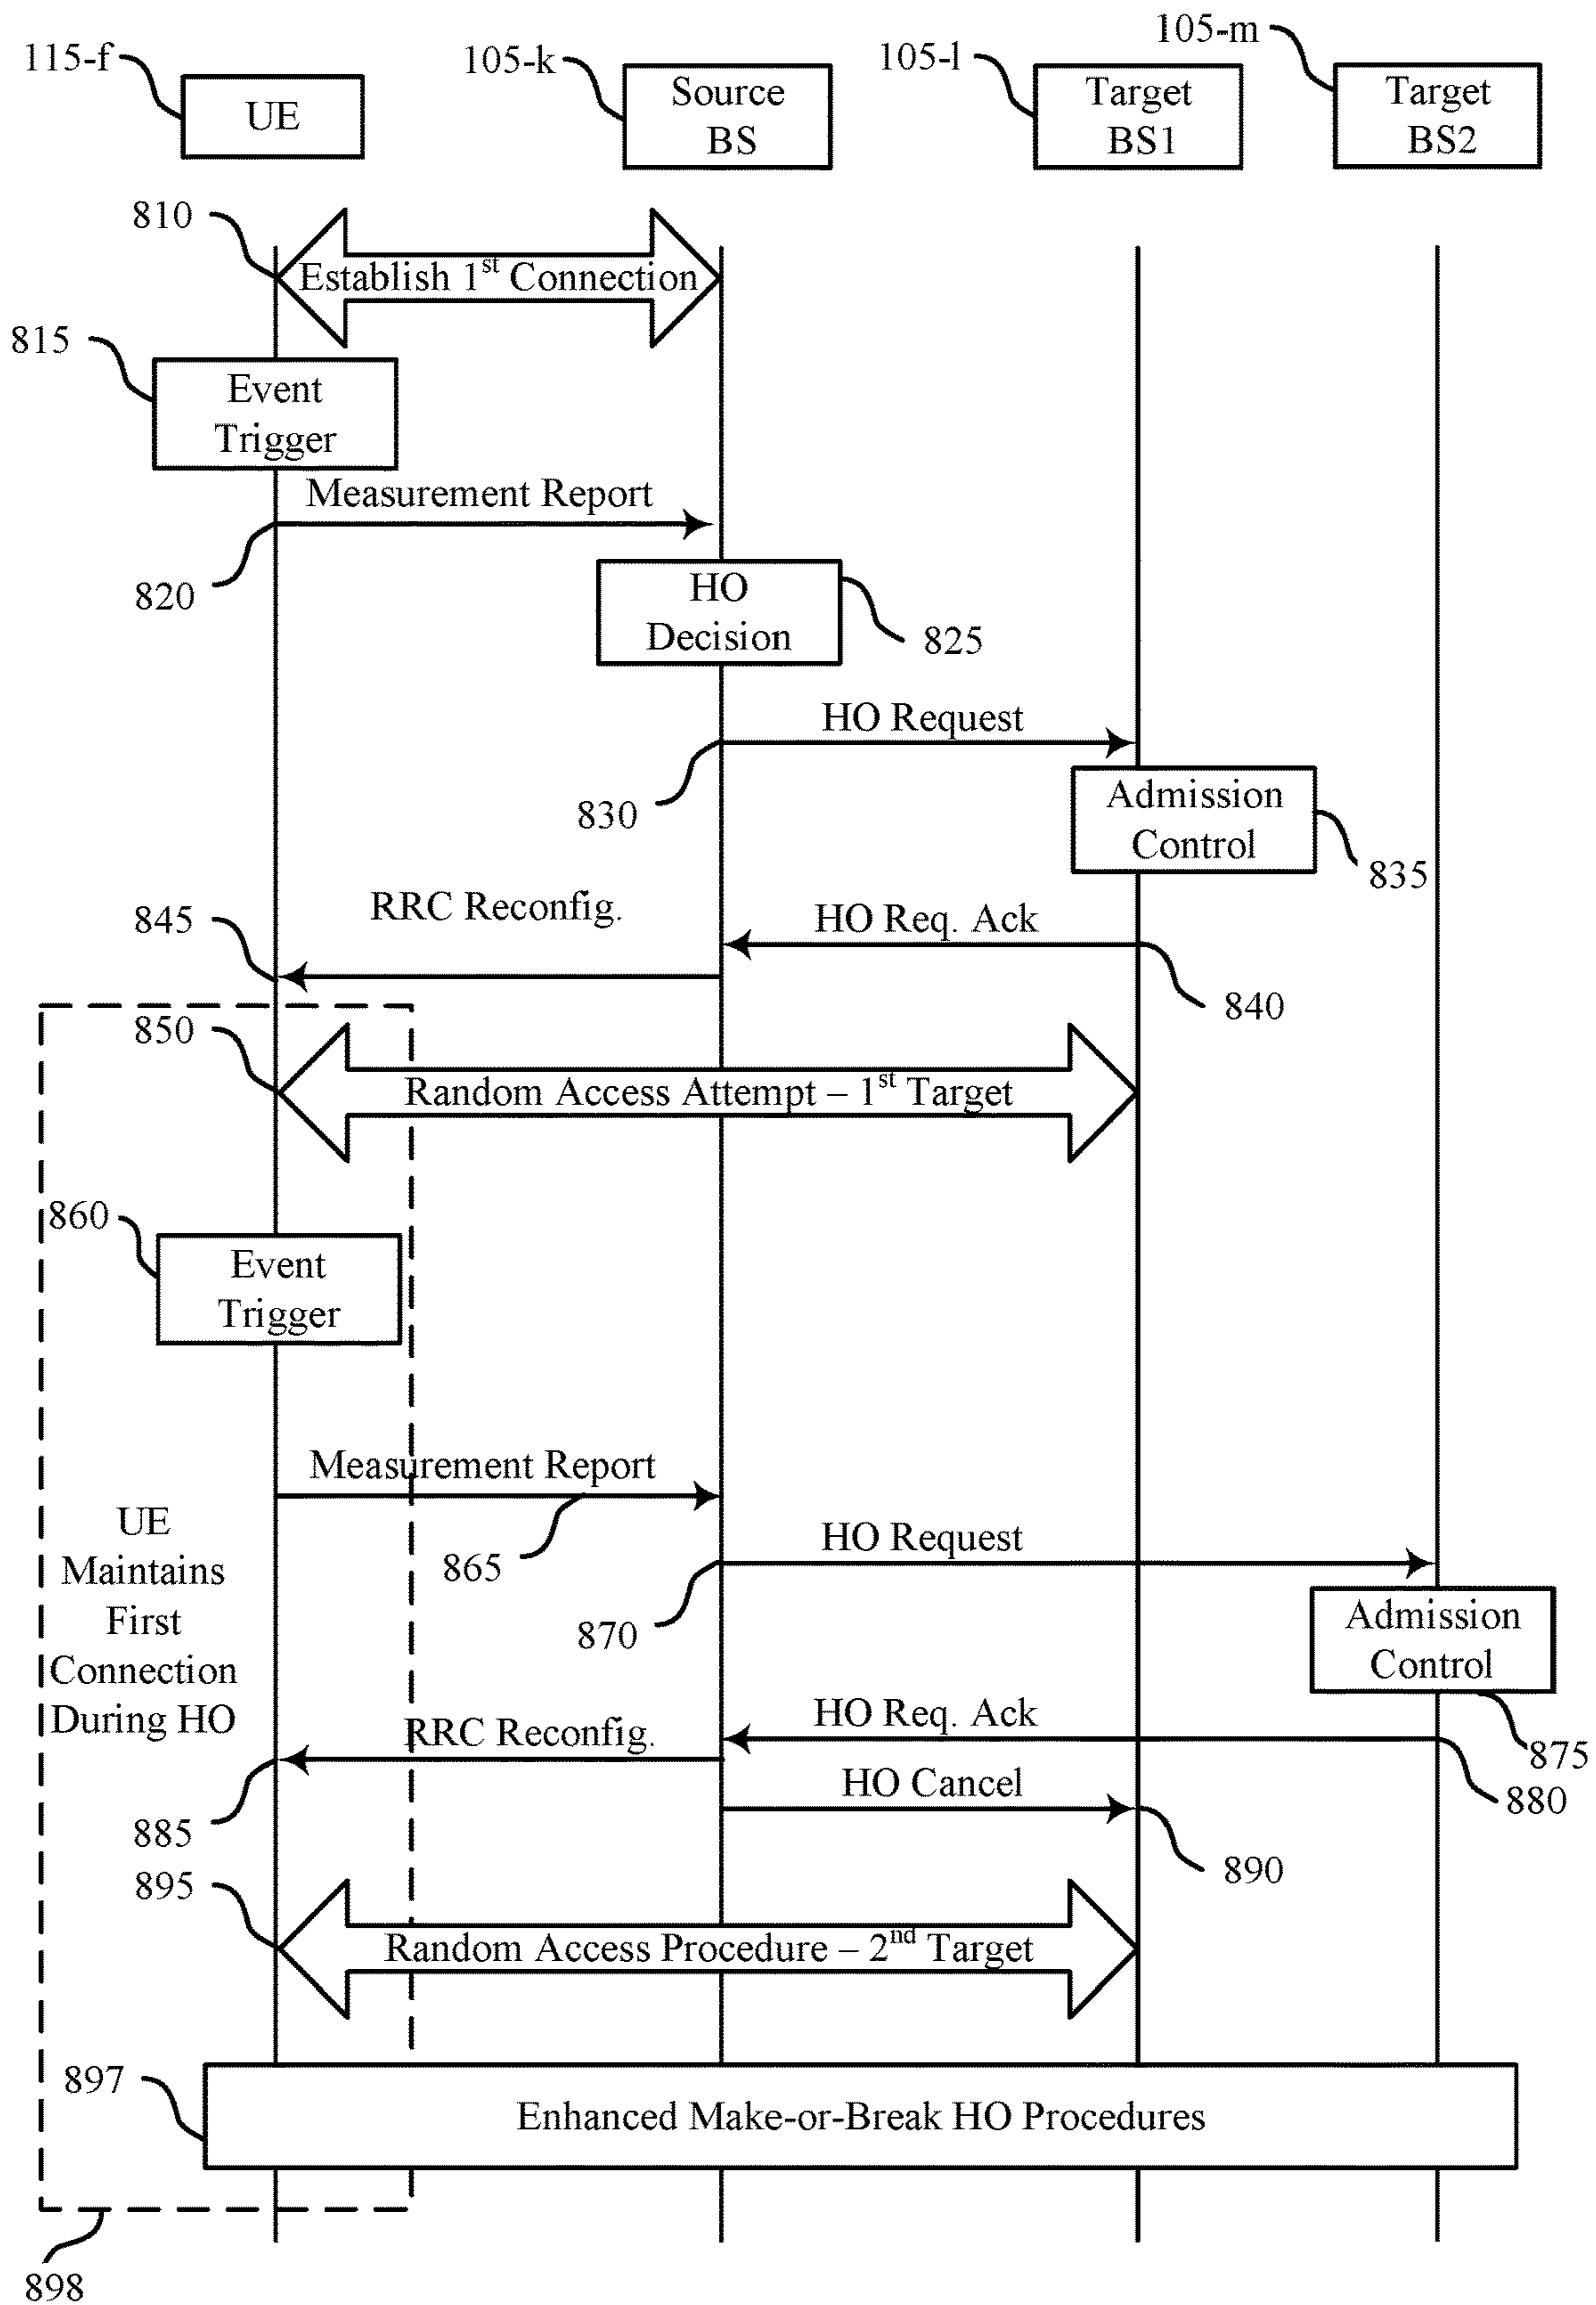 115-f
105-k
105-l
105-m
UE
Source
BS
Target
BS1
Target
BS2
810
Establish 1st Connection
815
Event
Trigger
Measurement Report
820
HO
Decision
825
HO Request
830
Admission
Control
835
845
RRC Reconfig.
HO Req. Ack
840
850
Random Access Attempt – 1st Target
860
Event
Trigger
Measurement Report
865
HO Request
870
UE
Maintains
First
Connection
During HO
Admission
Control
875
HO Req. Ack
880
RRC Reconfig.
885
HO Cancel
890
895
Random Access Procedure – 2nd Target
897
Enhanced Make-or-Break HO Procedures
898